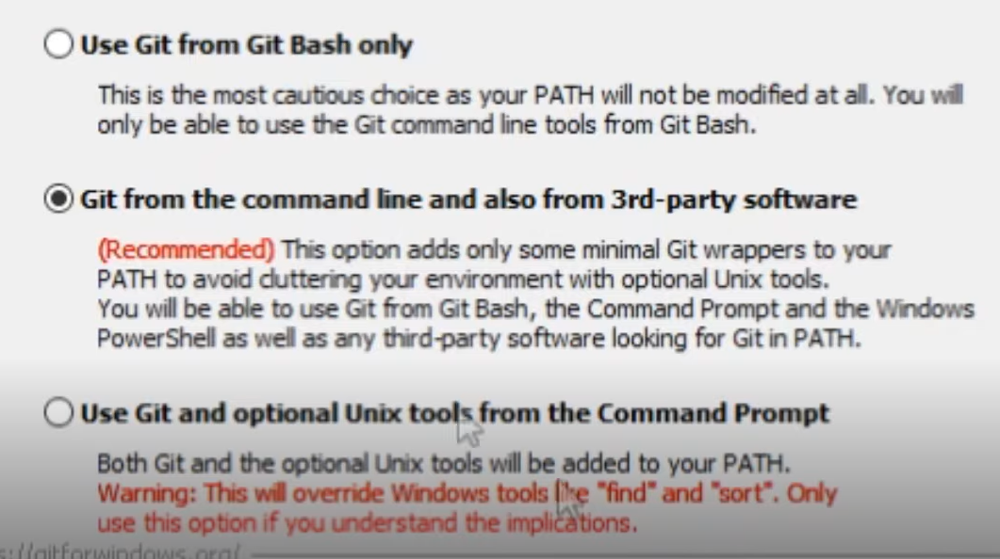 Use Git from Git Bash only
This is the most cautious choice as your PATH will not be modified at all. You will
only be able to use the Git command line tools from Git Bash.
Git from the command line and also from 3rd-party software
(Recommended) This option adds only some minimal Git wrappers to your
PATH to avoid cluttering your environment with optional Unix tools.
You will be able to use Git from Git Bash, the Command Prompt and the Windows
PowerShell as well as any third-party software looking for Git in PATH.
Use Git and optional Unix tools from the Command Prompt
Both Git and the optional Unix tools will be added to your PATH.
Warning: This will override Windows tools like "find" and "sort". Only
use this option if you understand the implications.
s://gitforwindows.org/